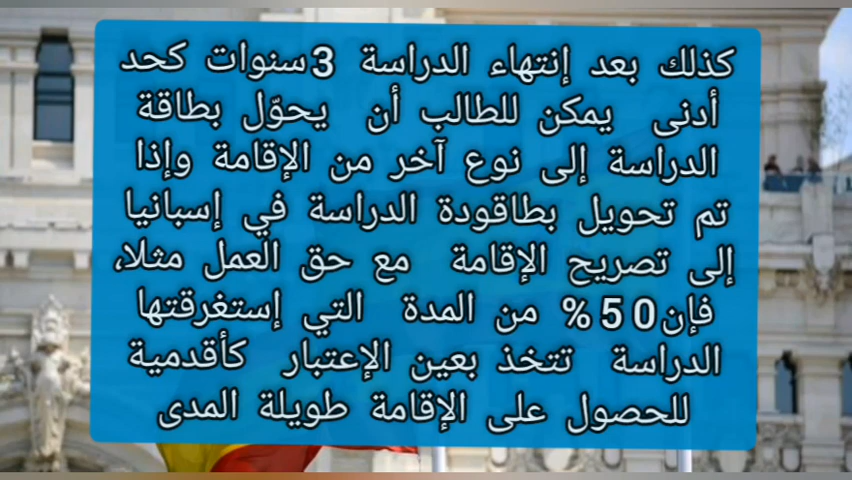 كذلك بعد إنتهاء الدراسة 3سنوات كحد
أدنى يمكن للطالب أن يحوّل بطاقة
الدراسة إلى نوع آخر من الإقامة وإذا
تم تحويل بطاقودة الدراسة في إسبانيا
إلى تصريح الإقامة مع حق العمل مثلا،
فإن50% من المدة التي إستغرقتها
الدراسة تتخذ بعين الإعتبار كأقدمية
للحصول على الإقامة طويلة المدى